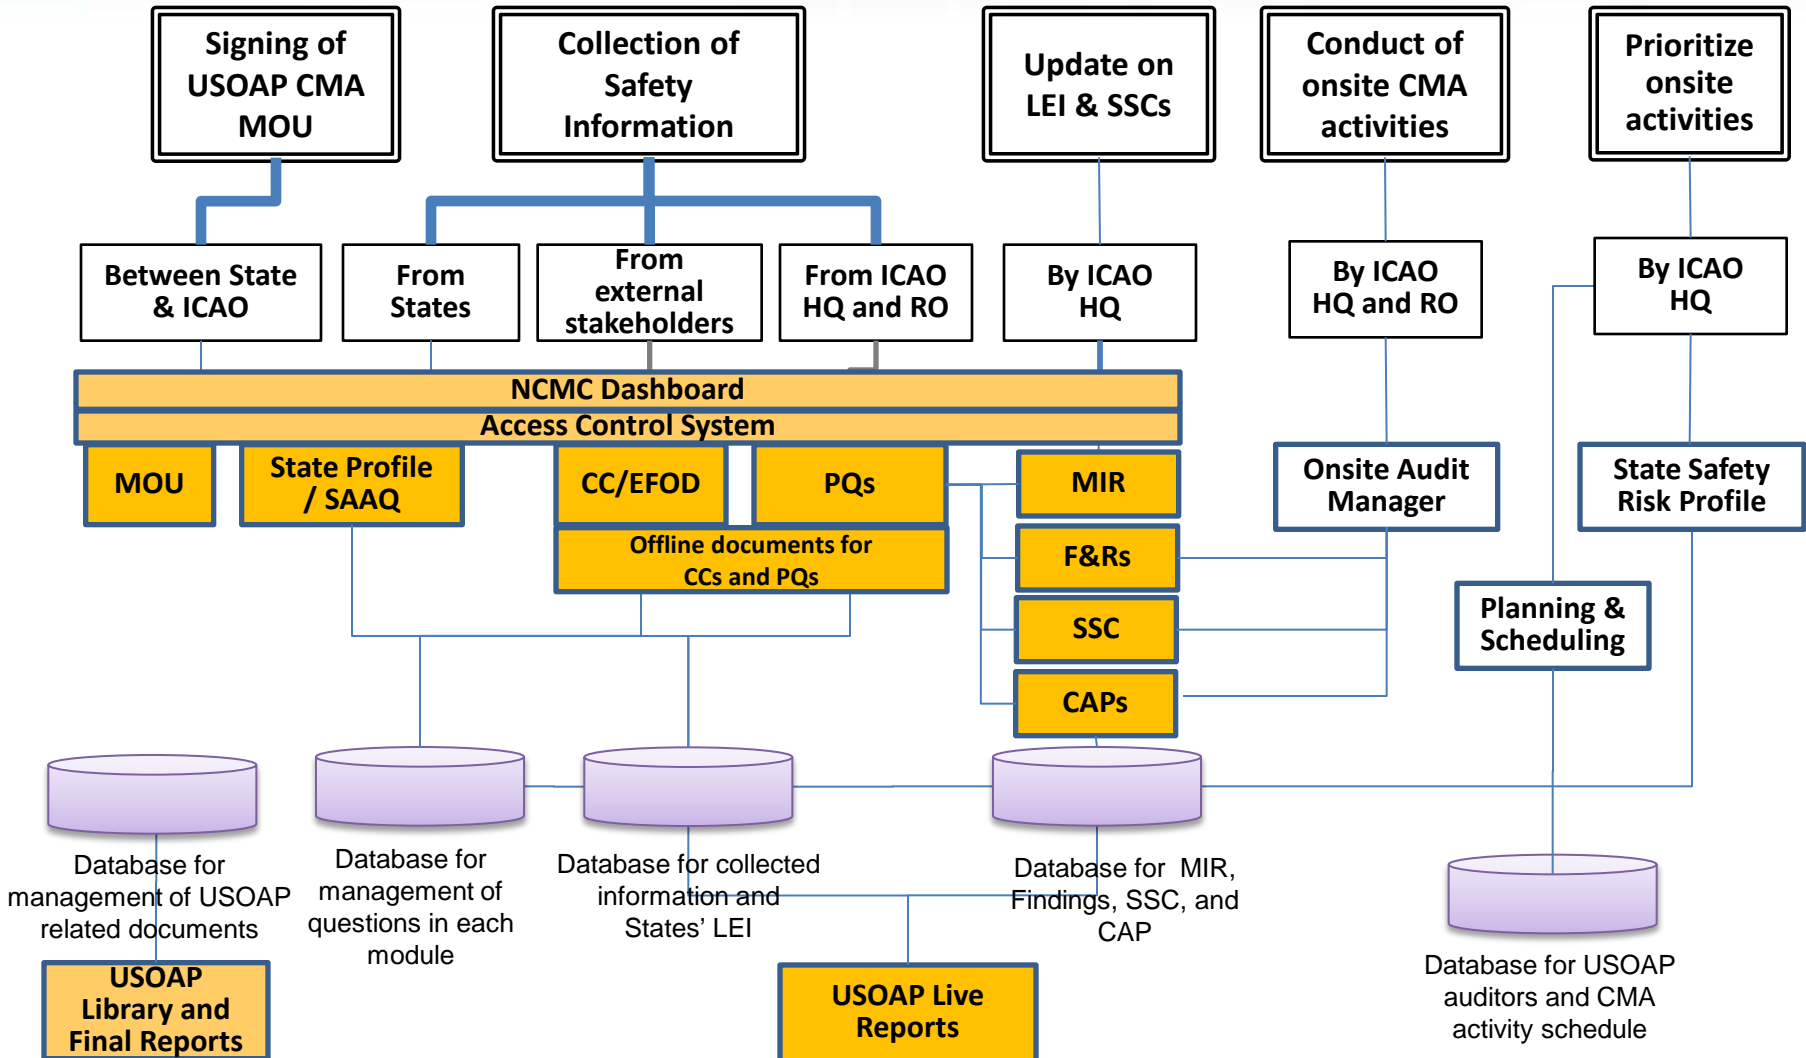 Signing of
USOAP CMA
MOU
Collection of
Safety
Information
Update on
LEI & SSCs
Conduct of
onsite CMA
activities
Prioritize
onsite
activities
Between State
& ICAO
From
States
From
external
stakeholders
From ICAO
HQ and RO
By ICAO
HQ
By ICAO
HQ and RO
By ICAO
HQ
NCMC Dashboard
Access Control System
MOU
State Profile
/ SAAQ
CC/EFOD
PQs
MIR
Onsite Audit
Manager
State Safety
Risk Profile
Offline documents for
CCs and PQs
F&Rs
SSC
CAPs
Planning &
Scheduling
Database for
management of USOAP
related documents
Database for
management of
questions in each
module
Database for collected
information and
States’ LEI
Database for MIR,
Findings, SSC, and
CAP
Database for USOAP
auditors and CMA
activity schedule
USOAP
Library and
Final Reports
USOAP Live
Reports